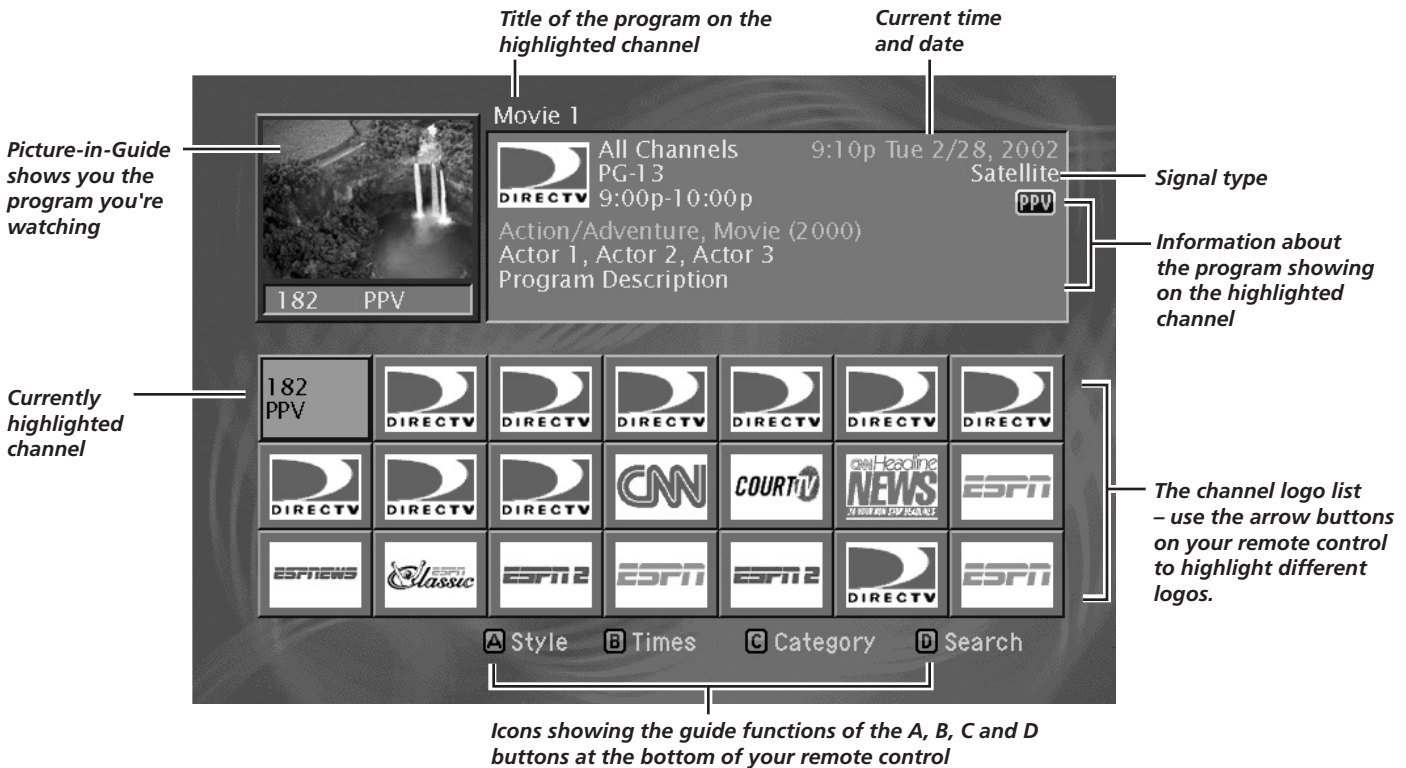 Title of the program on the
highlighted channel
Current time
and date
Picture-in-Guide
shows you the
program you're
watching
Movie 1
DIRECTV
All Channels
9:10p Tue 2/28, 2002
PG-13
Satellite
9:00p-10:00p
PPV
Action/Adventure, Movie (2000)
Actor 1, Actor 2, Actor 3
Program Description
182 PPV
Signal type
Information about
the program showing
on the highlighted
channel
Currently
highlighted
channel
182
PPV
DIRECTV DIRECTV DIRECTV DIRECTV DIRECTV DIRECTV
DIRECTV DIRECTV DIRECTV CNN COURT TV CNN Headline NEWS ESPN
ESPNEWS ESPN Classic ESPN 2 ESPN ESPN 2 DIRECTV ESPN
The channel logo list
– use the arrow buttons
on your remote control
to highlight different
logos.
A Style B Times C Category D Search
Icons showing the guide functions of the A, B, C and D
buttons at the bottom of your remote control